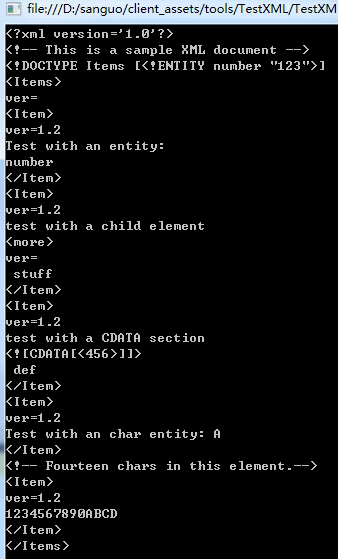 file:///D:/sanguo/client_assets/tools/TestXML/TestXM
<?xml version='1.0'?>
<!-- This is a sample XML document -->
<!DOCTYPE Items [<!ENTITY number "123">]
<Items>
ver=
<Item>
ver=1.2
Test with an entity:
number
</Item>
<Item>
ver=1.2
test with a child element
<more>
ver=
 stuff
</Item>
<Item>
ver=1.2
test with a CDATA section
<![CDATA[<456>]]>
 def
</Item>
<Item>
ver=1.2
Test with an char entity: A
</Item>
<!-- Fourteen chars in this element.-->
<Item>
ver=1.2
1234567890ABCD
</Item>
</Items>